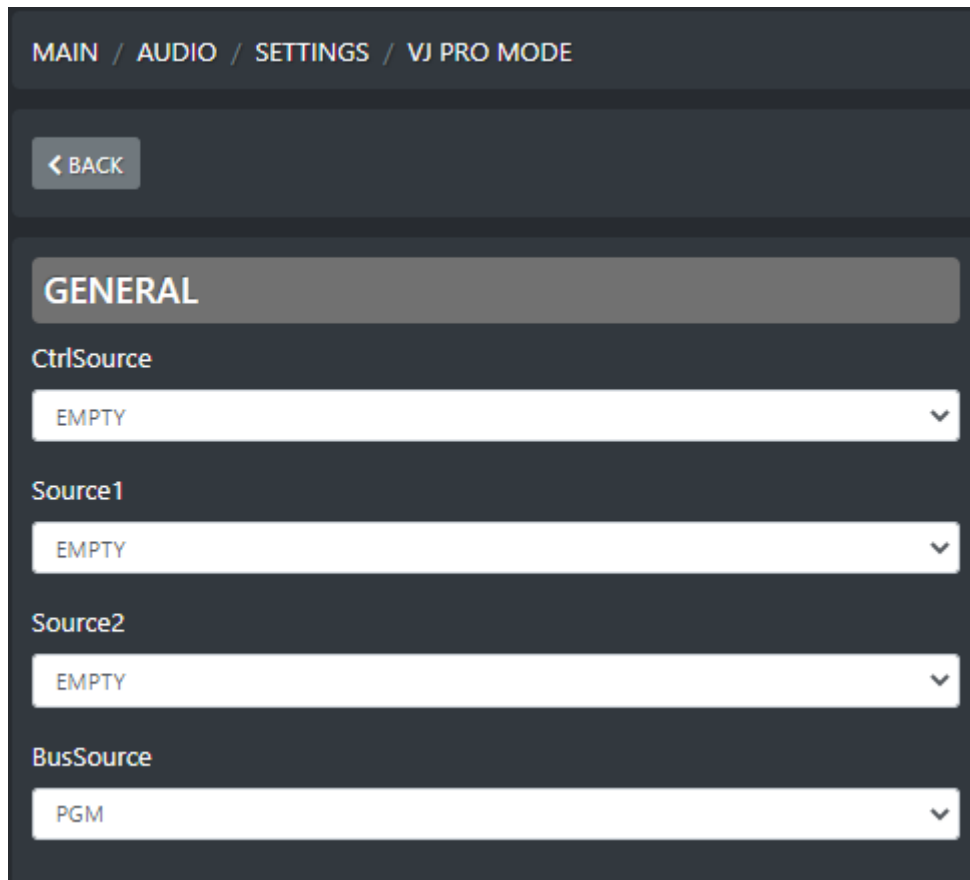 MAIN / AUDIO / SETTINGS / VJ PRO MODE
BACK
GENERAL
CtrlSource
EMPTY
Source1
EMPTY
Source2
EMPTY
BusSource
PGM